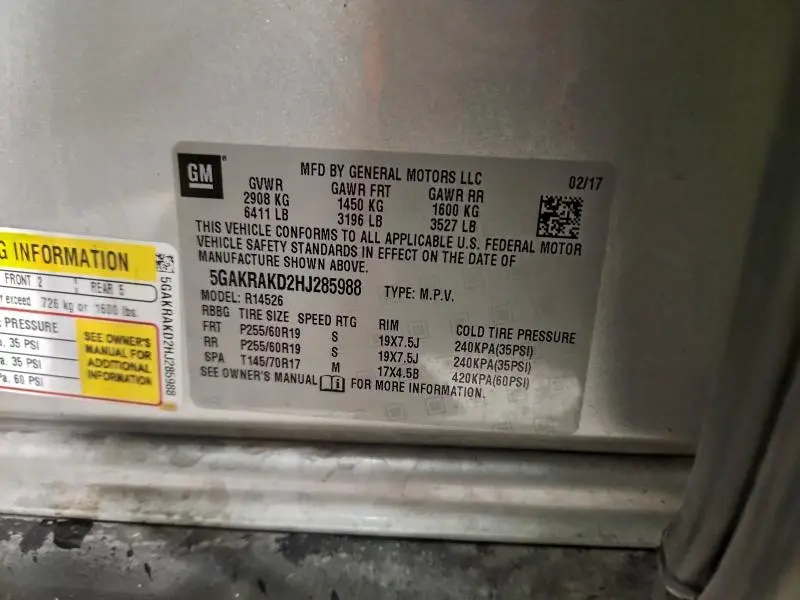 GM
MFD BY GENERAL MOTORS LLC 02/17
GVWR GAWR FRT GAWR RR
2908 KG 1450 KG 1600 KG
6411 LB 3196 LB 3527 LB
THIS VEHICLE CONFORMS TO ALL APPLICABLE U.S. FEDERAL MOTOR
VEHICLE SAFETY STANDARDS IN EFFECT ON THE DATE OF
MANUFACTURE SHOWN ABOVE.
5GAKRAKD2HJ285988 TYPE: M.P.V.
MODEL: R14526
RBBG TIRE SIZE SPEED RTG RIM COLD TIRE PRESSURE
FRT P255/60R19 S 19X7.5J 240KPA(35PSI)
RR P255/60R19 S 19X7.5J 240KPA(35PSI)
SPA T145/70R17 M 17X4.5B 420KPA(60PSI)
SEE OWNER'S MANUAL FOR MORE INFORMATION.
G INFORMATION
FRONT 2 REAR 5
exceed 726 kg or 1600 lbs.
PRESSURE
a. 35 PSI
a. 35 PSI
Pa. 60 PSI
SEE OWNER'S
MANUAL FOR
ADDITIONAL
INFORMATION
5GAKRAKD2HJ285988